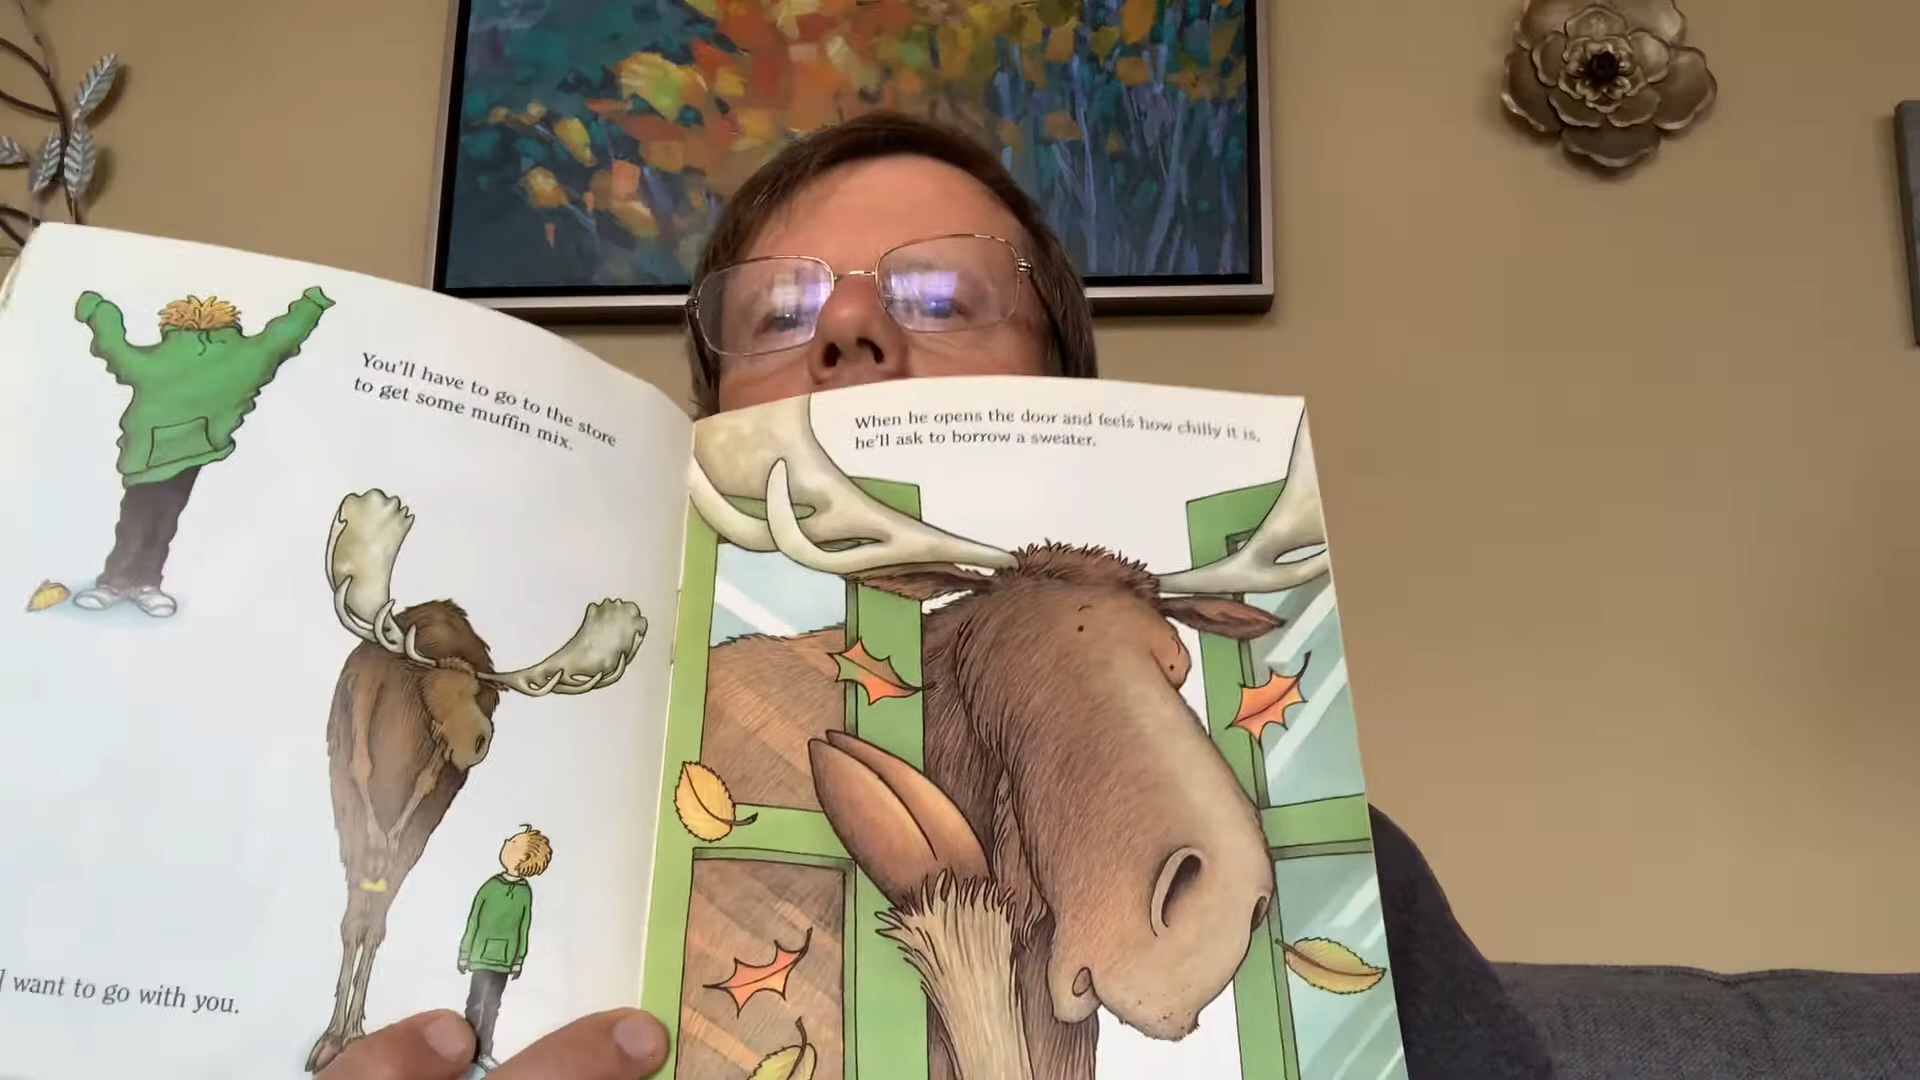 You'll have to go to the store
to get some muffin mix.
I want to go with you.
When he opens the door and feels how chilly it is,
he'll ask to borrow a sweater.